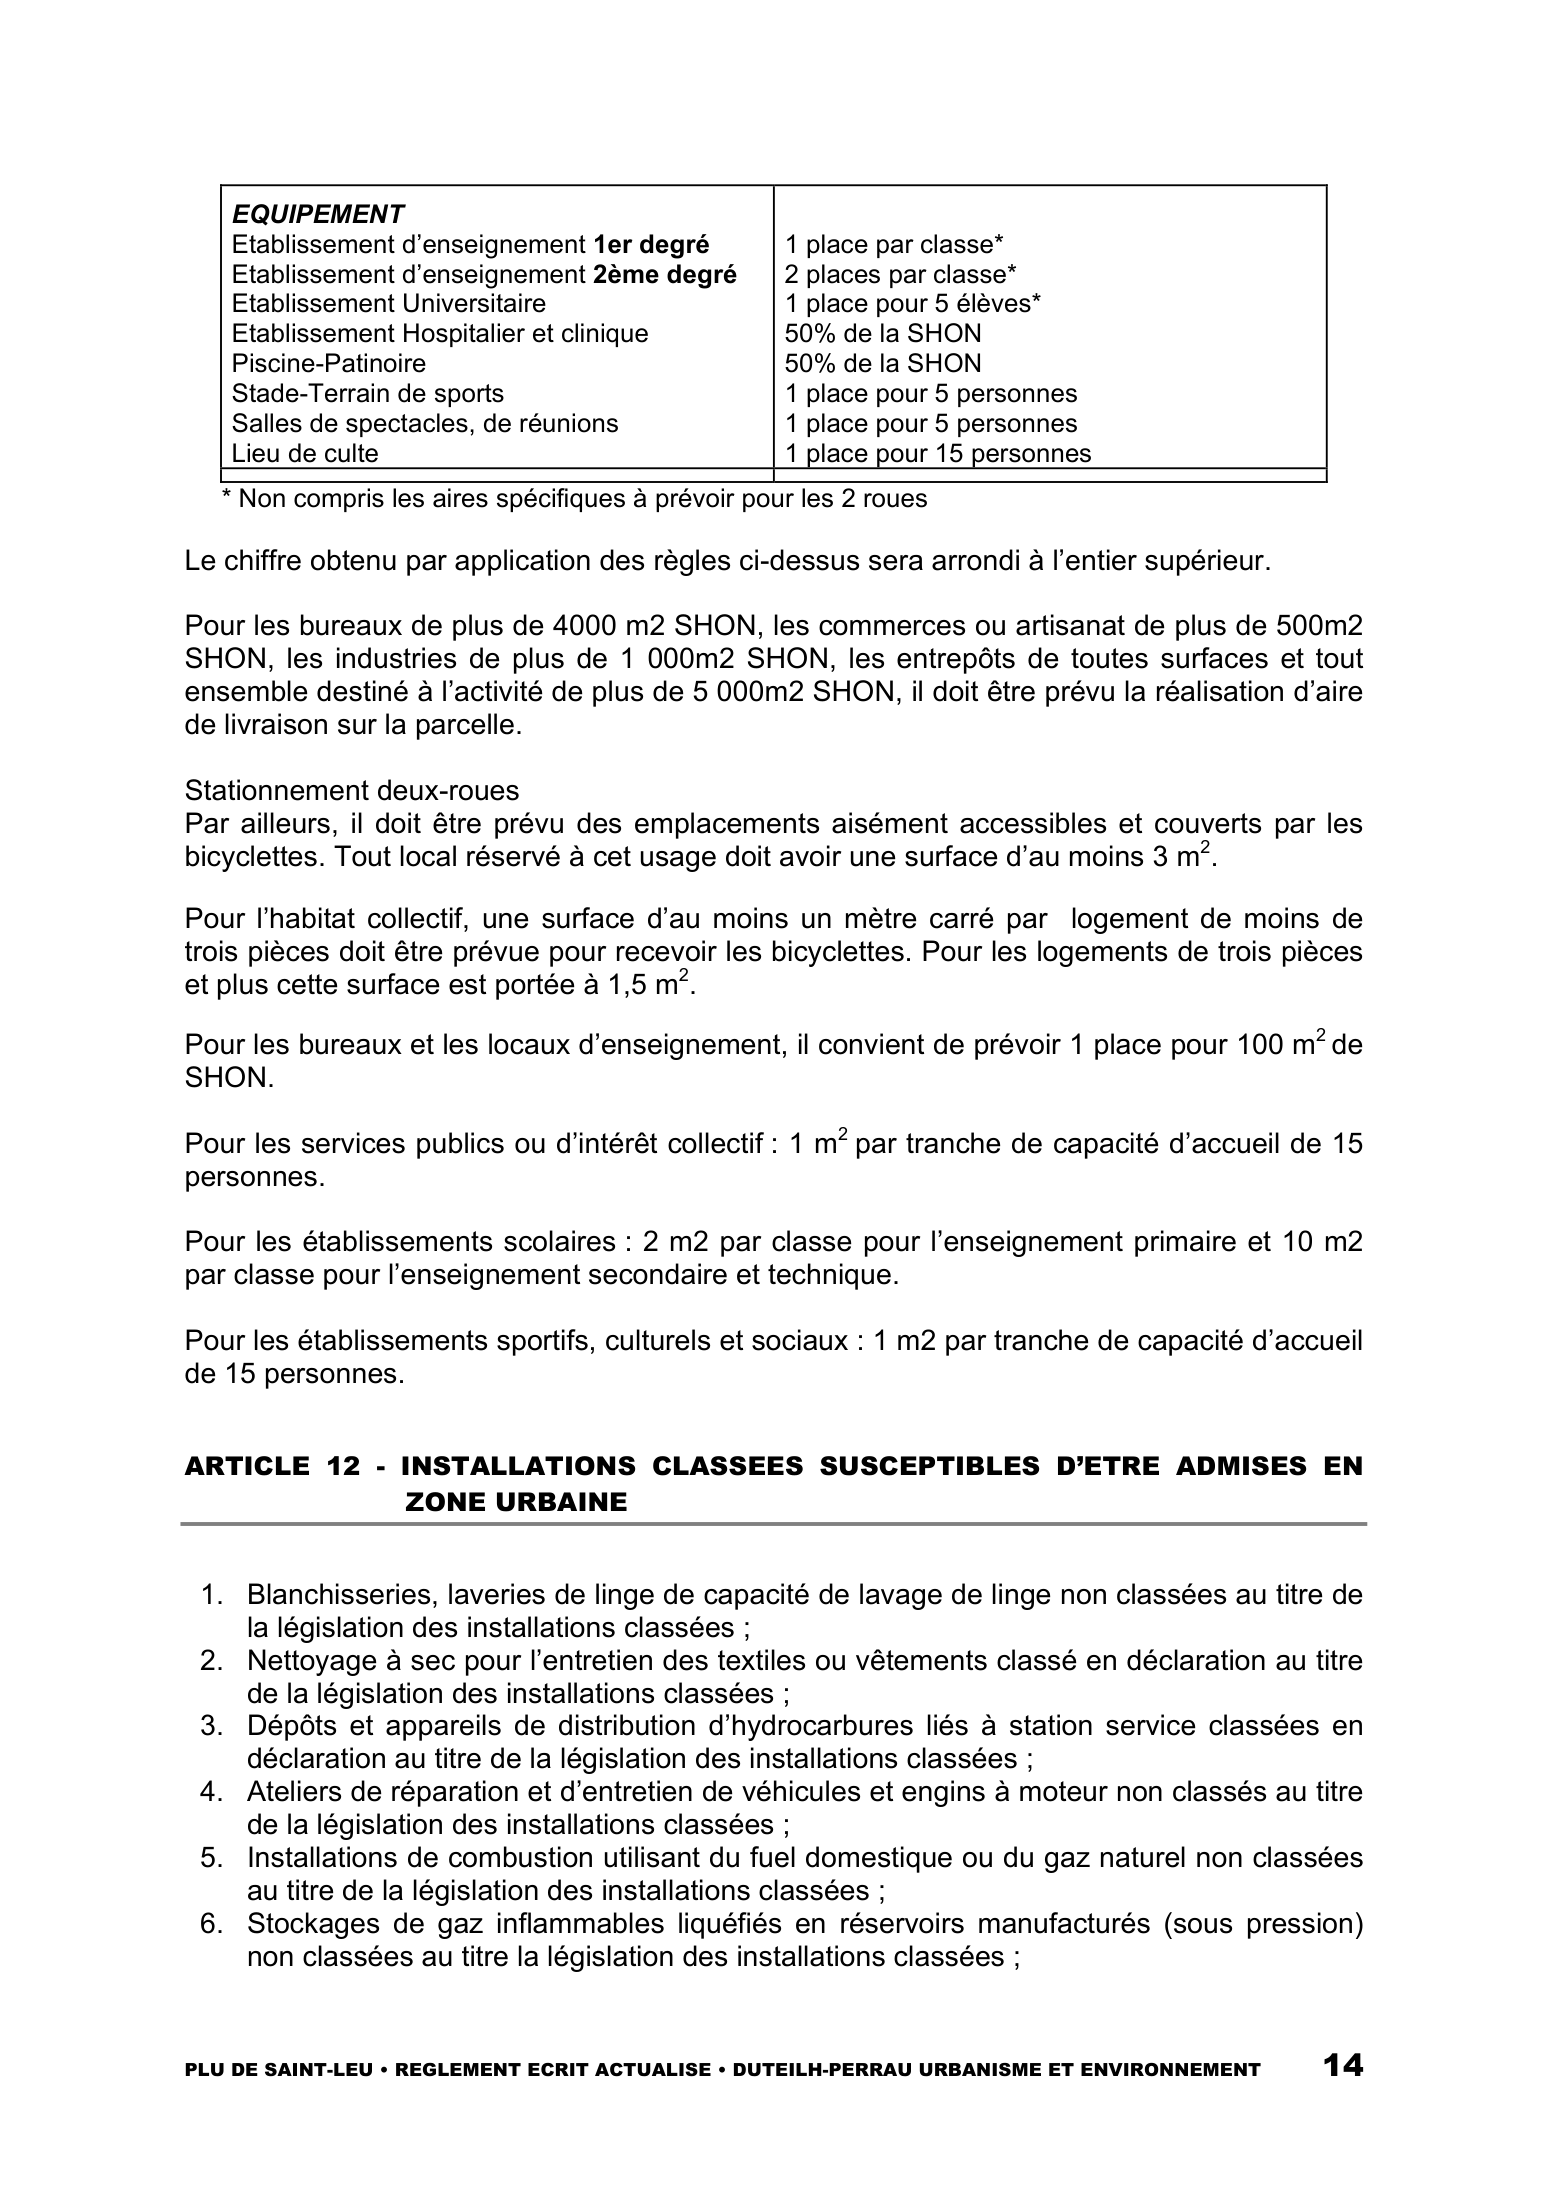 EQUIPEMENT
Etablissement d’enseignement 1er degré 1 place par classe*
Etablissement d’enseignement 2ème degré 2 places par classe*
Etablissement Universitaire 1 place pour 5 élèves*
Etablissement Hospitalier et clinique 50% de la SHON
Piscine-Patinoire 50% de la SHON
Stade-Terrain de sports 1 place pour 5 personnes
Salles de spectacles, de réunions 1 place pour 5 personnes
Lieu de culte 1 place pour 15 personnes
* Non compris les aires spécifiques à prévoir pour les 2 roues
Le chiffre obtenu par application des règles ci-dessus sera arrondi à l’entier supérieur.
Pour les bureaux de plus de 4000 m2 SHON, les commerces ou artisanat de plus de 500m2
SHON, les industries de plus de 1 000m2 SHON, les entrepôts de toutes surfaces et tout
ensemble destiné à l’activité de plus de 5 000m2 SHON, il doit être prévu la réalisation d’aire
de livraison sur la parcelle.
Stationnement deux-roues
Par ailleurs, il doit être prévu des emplacements aisément accessibles et couverts par les
bicyclettes. Tout local réservé à cet usage doit avoir une surface d’au moins 3 m².
Pour l’habitat collectif, une surface d’au moins un mètre carré par logement de moins de
trois pièces doit être prévue pour recevoir les bicyclettes. Pour les logements de trois pièces
et plus cette surface est portée à 1,5 m².
Pour les bureaux et les locaux d’enseignement, il convient de prévoir 1 place pour 100 m² de
SHON.
Pour les services publics ou d’intérêt collectif : 1 m² par tranche de capacité d’accueil de 15
personnes.
Pour les établissements scolaires : 2 m2 par classe pour l’enseignement primaire et 10 m2
par classe pour l’enseignement secondaire et technique.
Pour les établissements sportifs, culturels et sociaux : 1 m2 par tranche de capacité d’accueil
de 15 personnes.
ARTICLE 12 - INSTALLATIONS CLASSEES SUSCEPTIBLES D’ETRE ADMISES EN
ZONE URBAINE
1. Blanchisseries, laveries de linge de capacité de lavage de linge non classées au titre de
la législation des installations classées ;
2. Nettoyage à sec pour l’entretien des textiles ou vêtements classé en déclaration au titre
de la législation des installations classées ;
3. Dépôts et appareils de distribution d’hydrocarbures liés à station service classées en
déclaration au titre de la législation des installations classées ;
4. Ateliers de réparation et d’entretien de véhicules et engins à moteur non classés au titre
de la législation des installations classées ;
5. Installations de combustion utilisant du fuel domestique ou du gaz naturel non classées
au titre de la législation des installations classées ;
6. Stockages de gaz inflammables liquéfiés en réservoirs manufacturés (sous pression)
non classées au titre la législation des installations classées ;
PLU DE SAINT-LEU • REGLEMENT ECRIT ACTUALISE • DUTEILH-PERRAU URBANISME ET ENVIRONNEMENT 14